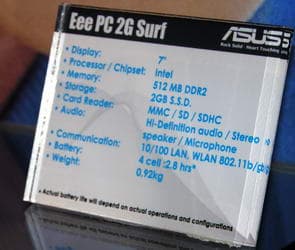 Eee PC 2G Surf
ASUS
Rock Solid · Heart Touching
• Display: 7"
• Processor / Chipset: Intel
• Memory: 512 MB DDR2
• Storage: 2GB S.S.D.
• Card Reader: MMC / SD / SDHC
• Audio: Hi-Definition audio / Stereo
speaker / Microphone
• Communication: 10/100 LAN, WLAN 802.11b/g
• Battery: 4 cell :2.8 hrs*
• Weight: 0.92kg
▲ Actual battery life will depend on actual operations and configurations